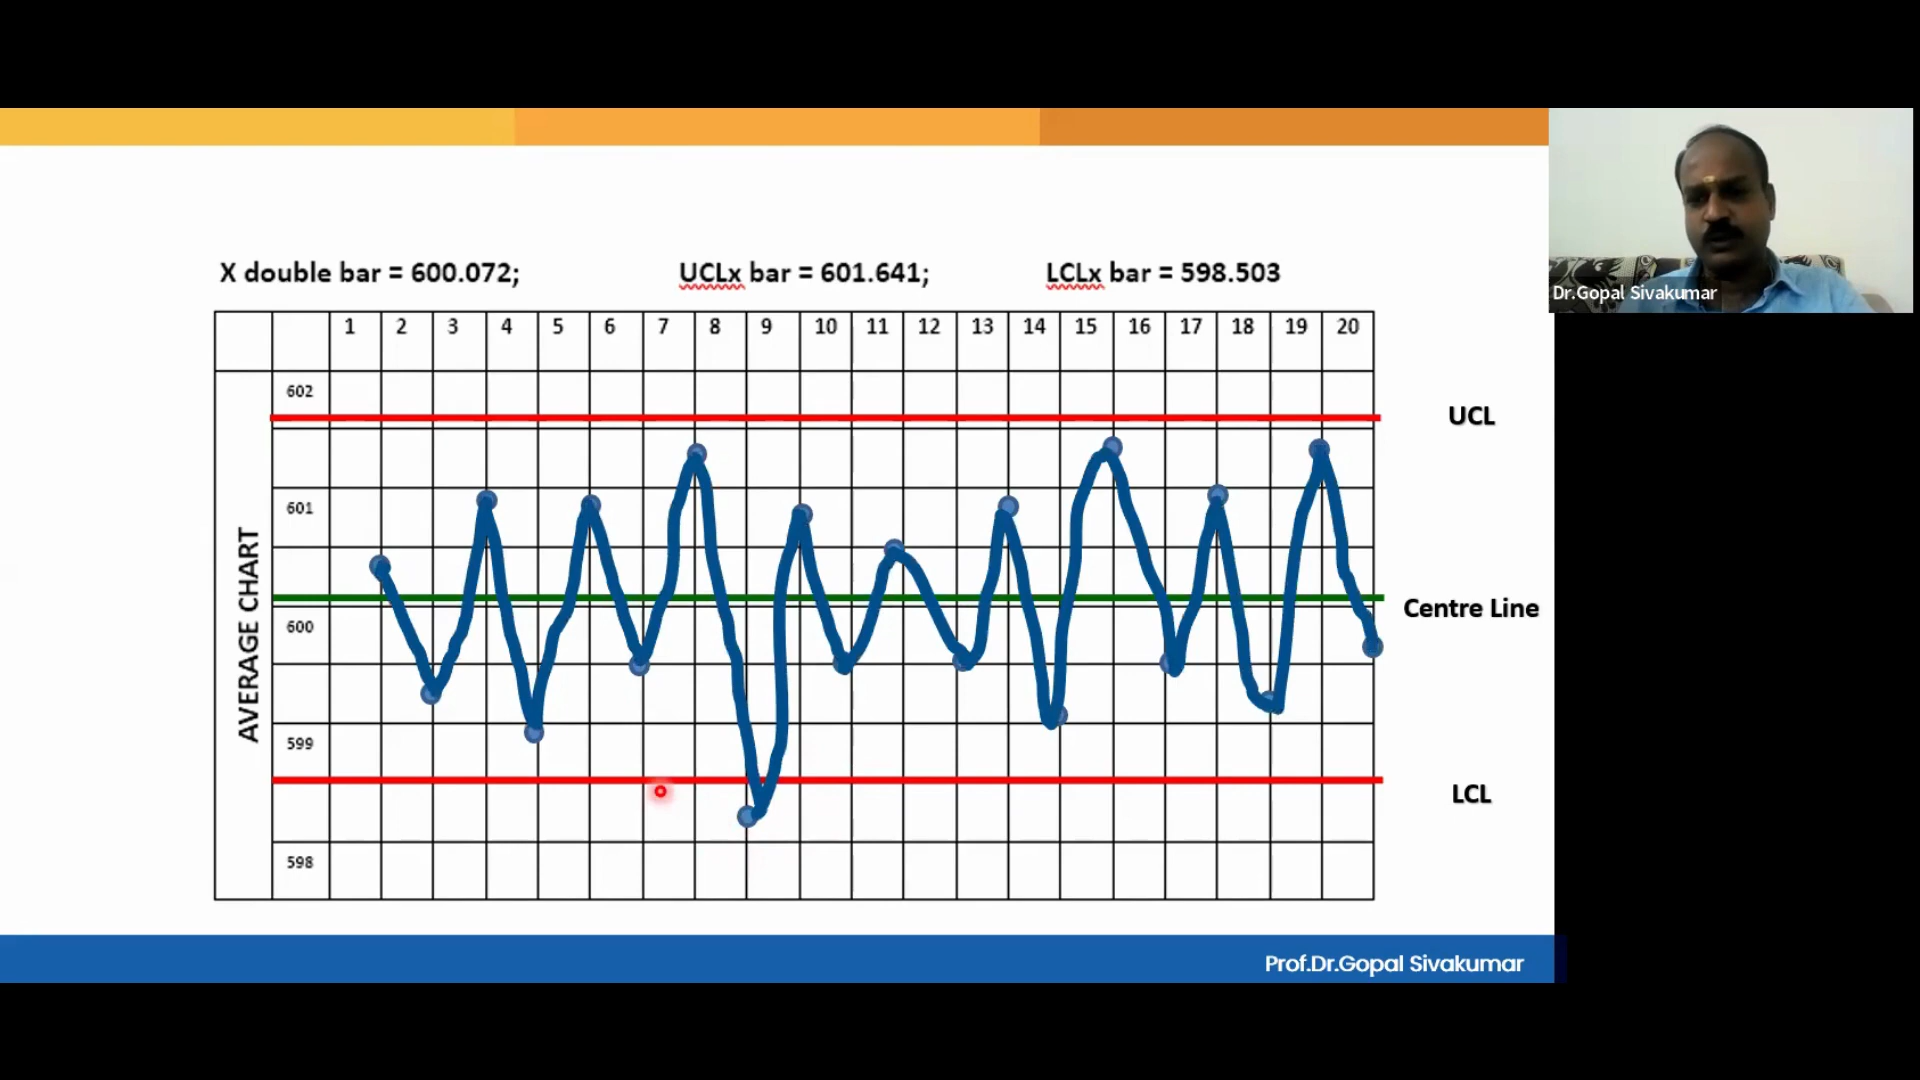 Dr.Gopal Sivakumar
X double bar = 600.072; UCLx bar = 601.641; LCLx bar = 598.503
1 2 3 4 5 6 7 8 9 10 11 12 13 14 15 16 17 18 19 20
602
UCL
601
AVERAGE CHART
Centre Line
600
599
LCL
598
Prof.Dr.Gopal Sivakumar